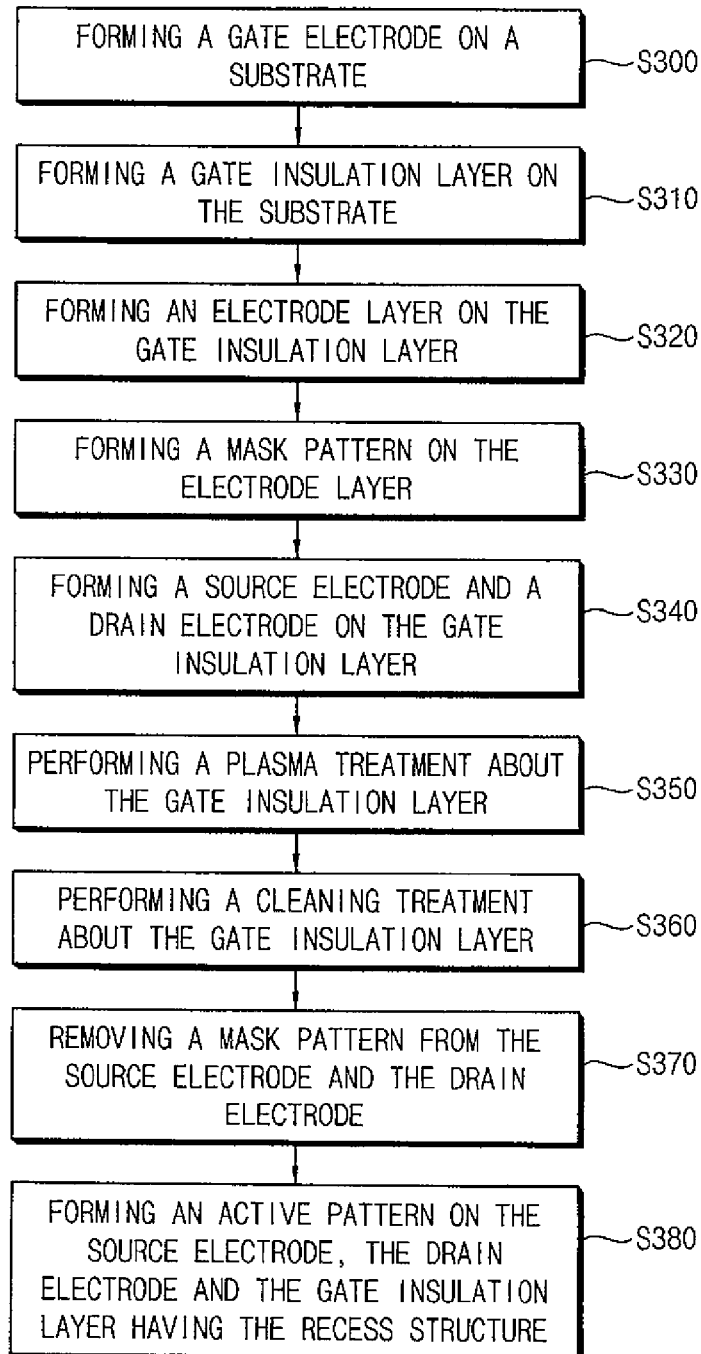 FORMING A GATE ELECTRODE ON A
SUBSTRATE
S300
FORMING A GATE INSULATION LAYER ON
THE SUBSTRATE
S310
FORMING AN ELECTRODE LAYER ON THE
GATE INSULATION LAYER
S320
FORMING A MASK PATTERN ON THE
ELECTRODE LAYER
S330
FORMING A SOURCE ELECTRODE AND A
DRAIN ELECTRODE ON THE GATE
INSULATION LAYER
S340
PERFORMING A PLASMA TREATMENT ABOUT
THE GATE INSULATION LAYER
S350
PERFORMING A CLEANING TREATMENT
ABOUT THE GATE INSULATION LAYER
S360
REMOVING A MASK PATTERN FROM THE
SOURCE ELECTRODE AND THE DRAIN
ELECTRODE
S370
FORMING AN ACTIVE PATTERN ON THE
SOURCE ELECTRODE, THE DRAIN
ELECTRODE AND THE GATE INSULATION
LAYER HAVING THE RECESS STRUCTURE
S380